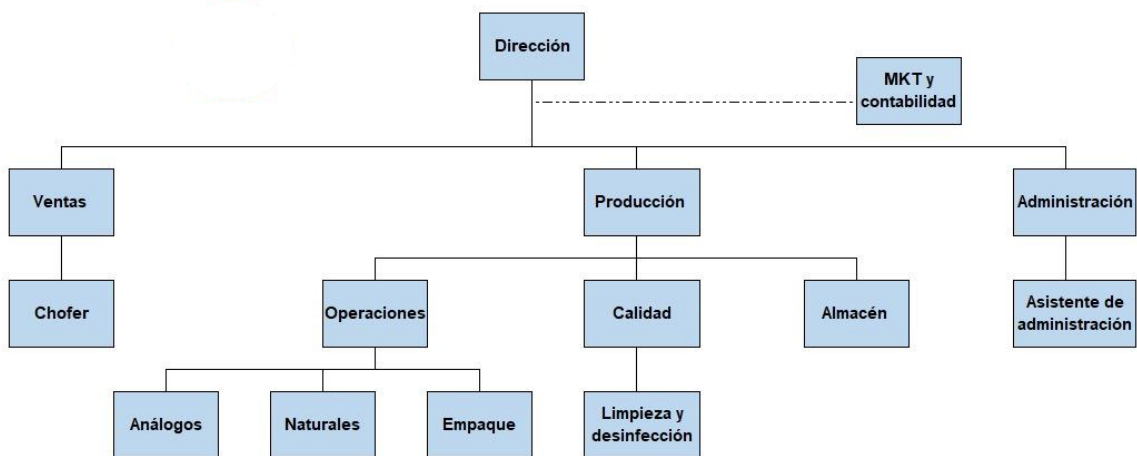 Dirección
MKT y
contabilidad
Ventas
Producción
Administración
Chofer
Operaciones
Calidad
Almacén
Asistente de
administración
Análogos
Naturales
Empaque
Limpieza y
desinfección